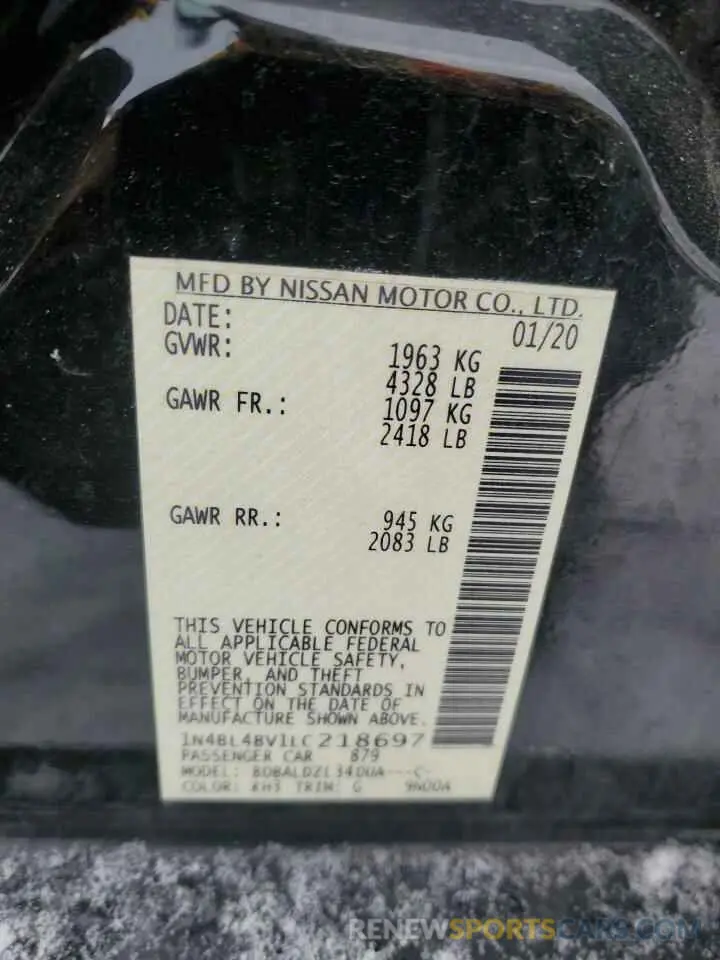 MFD BY NISSAN MOTOR CO., LTD.
DATE: 01/20
GVWR: 1963 KG
4328 LB
GAWR FR.: 1097 KG
2418 LB
GAWR RR.: 945 KG
2083 LB
THIS VEHICLE CONFORMS TO
ALL APPLICABLE FEDERAL
MOTOR VEHICLE SAFETY,
BUMPER, AND THEFT
PREVENTION STANDARDS IN
EFFECT ON THE DATE OF
MANUFACTURE SHOWN ABOVE.
1N4BL4BV1LC218697
PASSENGER CAR 879
MODEL:
COLOR: KH3 TRIM: G
RENEWSPORTSCARS.COM